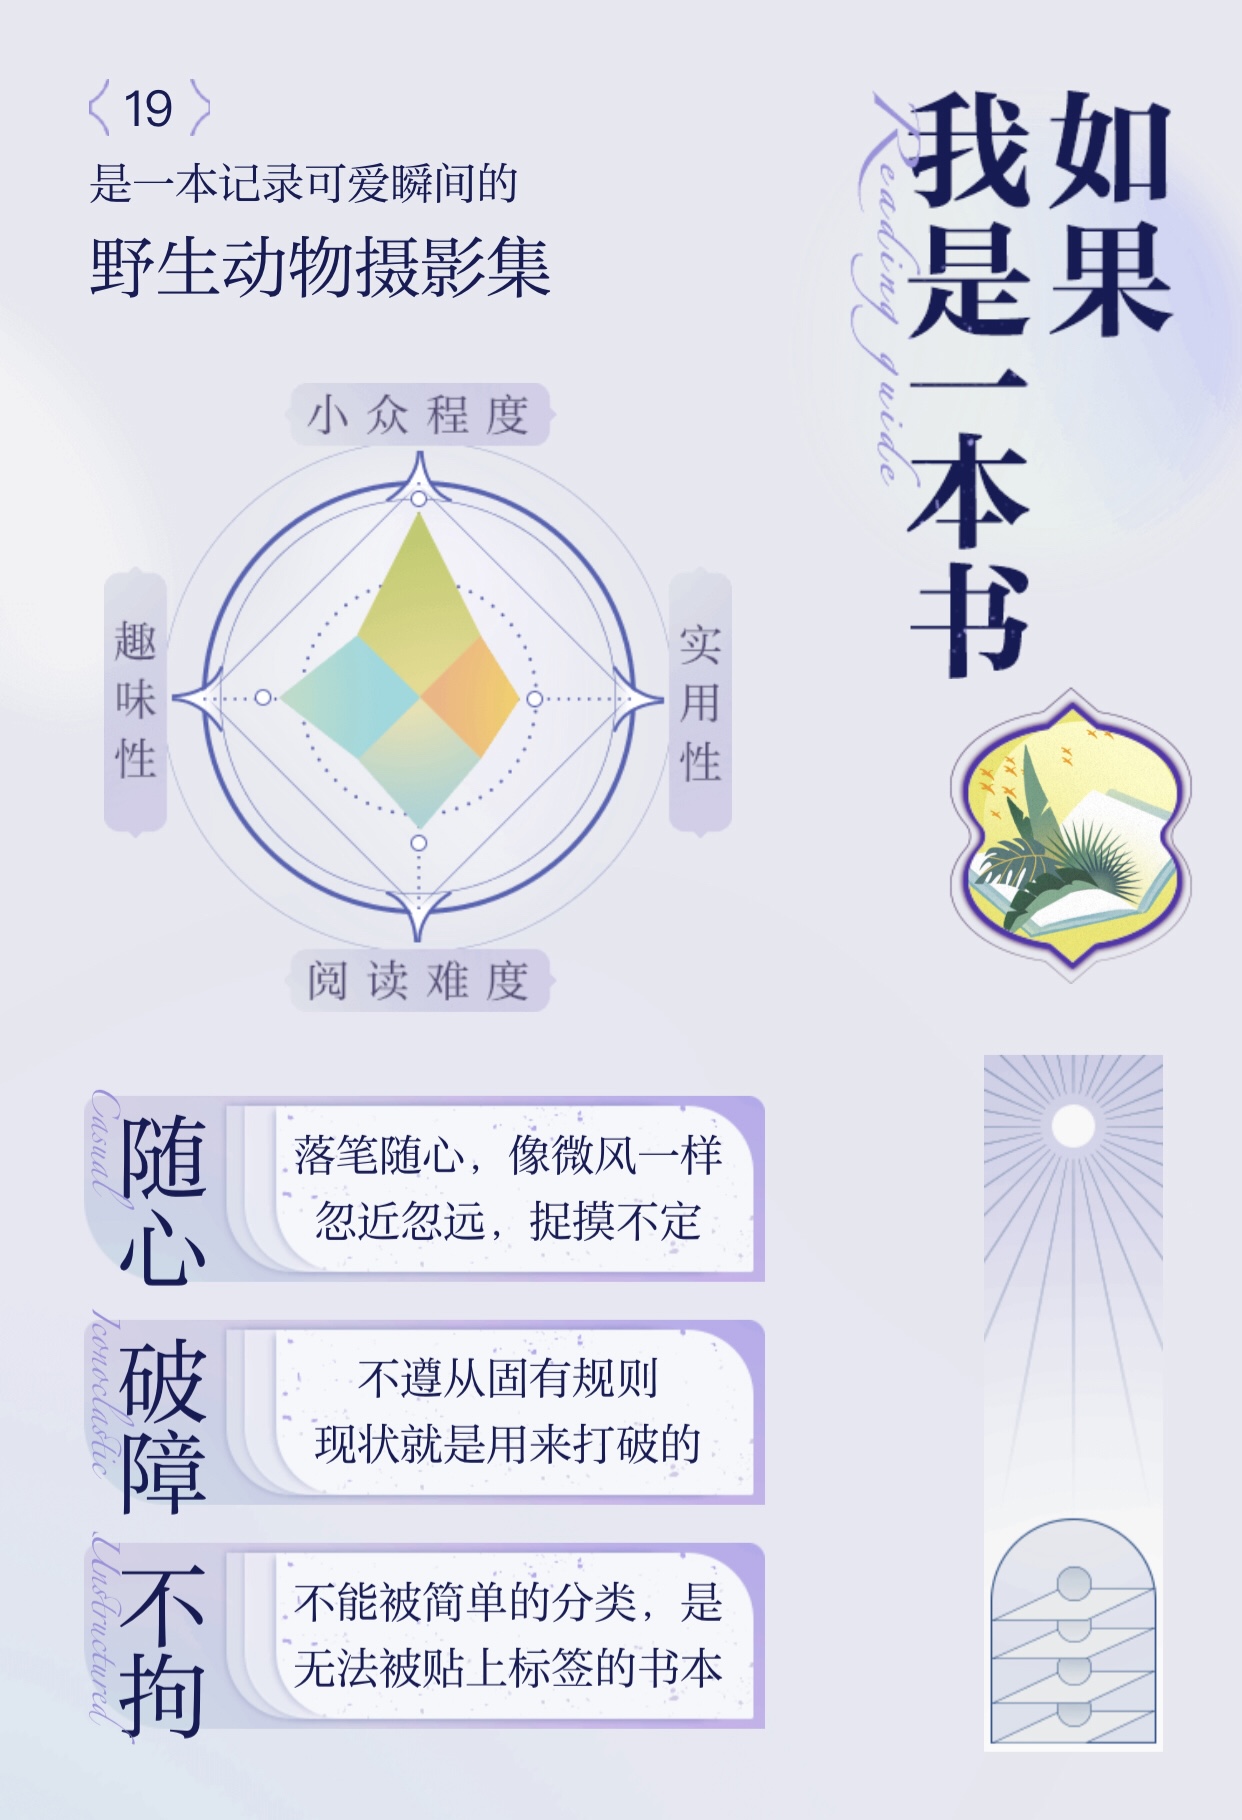 如果
我是一本书
Reading guide
19
是一本记录可爱瞬间的
野生动物摄影集
小众程度
趣味性
实用性
阅读难度
随心
Casual
落笔随心，像微风一样
忽近忽远，捉摸不定
破障
Iconoclastic
不遵从固有规则
现状就是用来打破的
不拘
Unstructured
不能被简单的分类，是
无法被贴上标签的书本